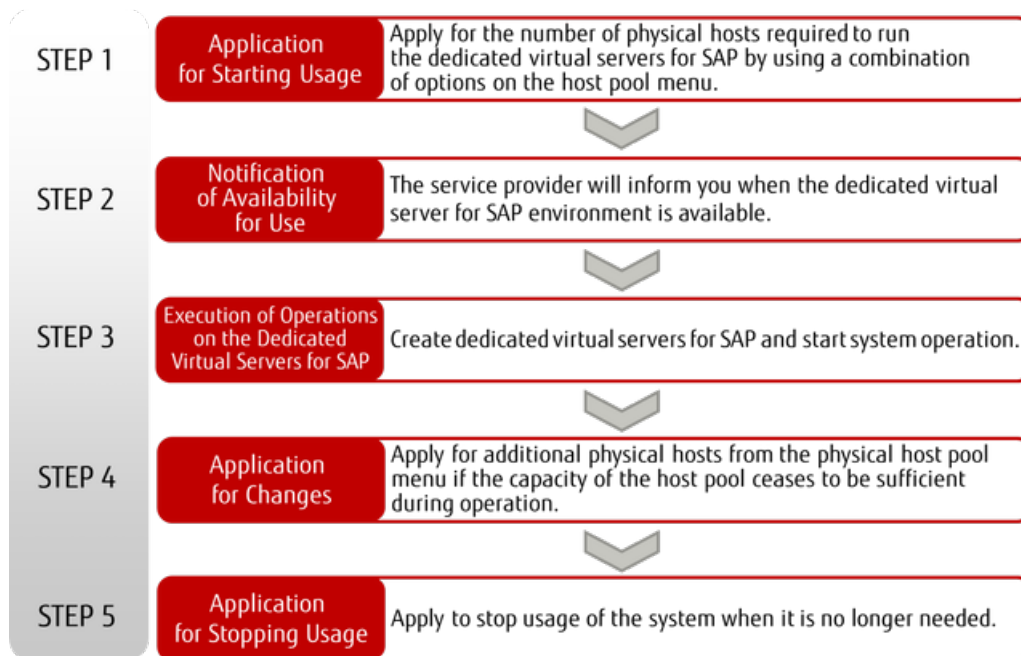 STEP 1
Application
for Starting Usage
Apply for the number of physical hosts required to run
the dedicated virtual servers for SAP by using a combination
of options on the host pool menu.
STEP 2
Notification
of Availability
for Use
The service provider will inform you when the dedicated virtual
server for SAP environment is available.
STEP 3
Execution of Operations
on the Dedicated
Virtual Servers for SAP
Create dedicated virtual servers for SAP and start system operation.
STEP 4
Application
for Changes
Apply for additional physical hosts from the physical host pool
menu if the capacity of the host pool ceases to be sufficient
during operation.
STEP 5
Application
for Stopping Usage
Apply to stop usage of the system when it is no longer needed.